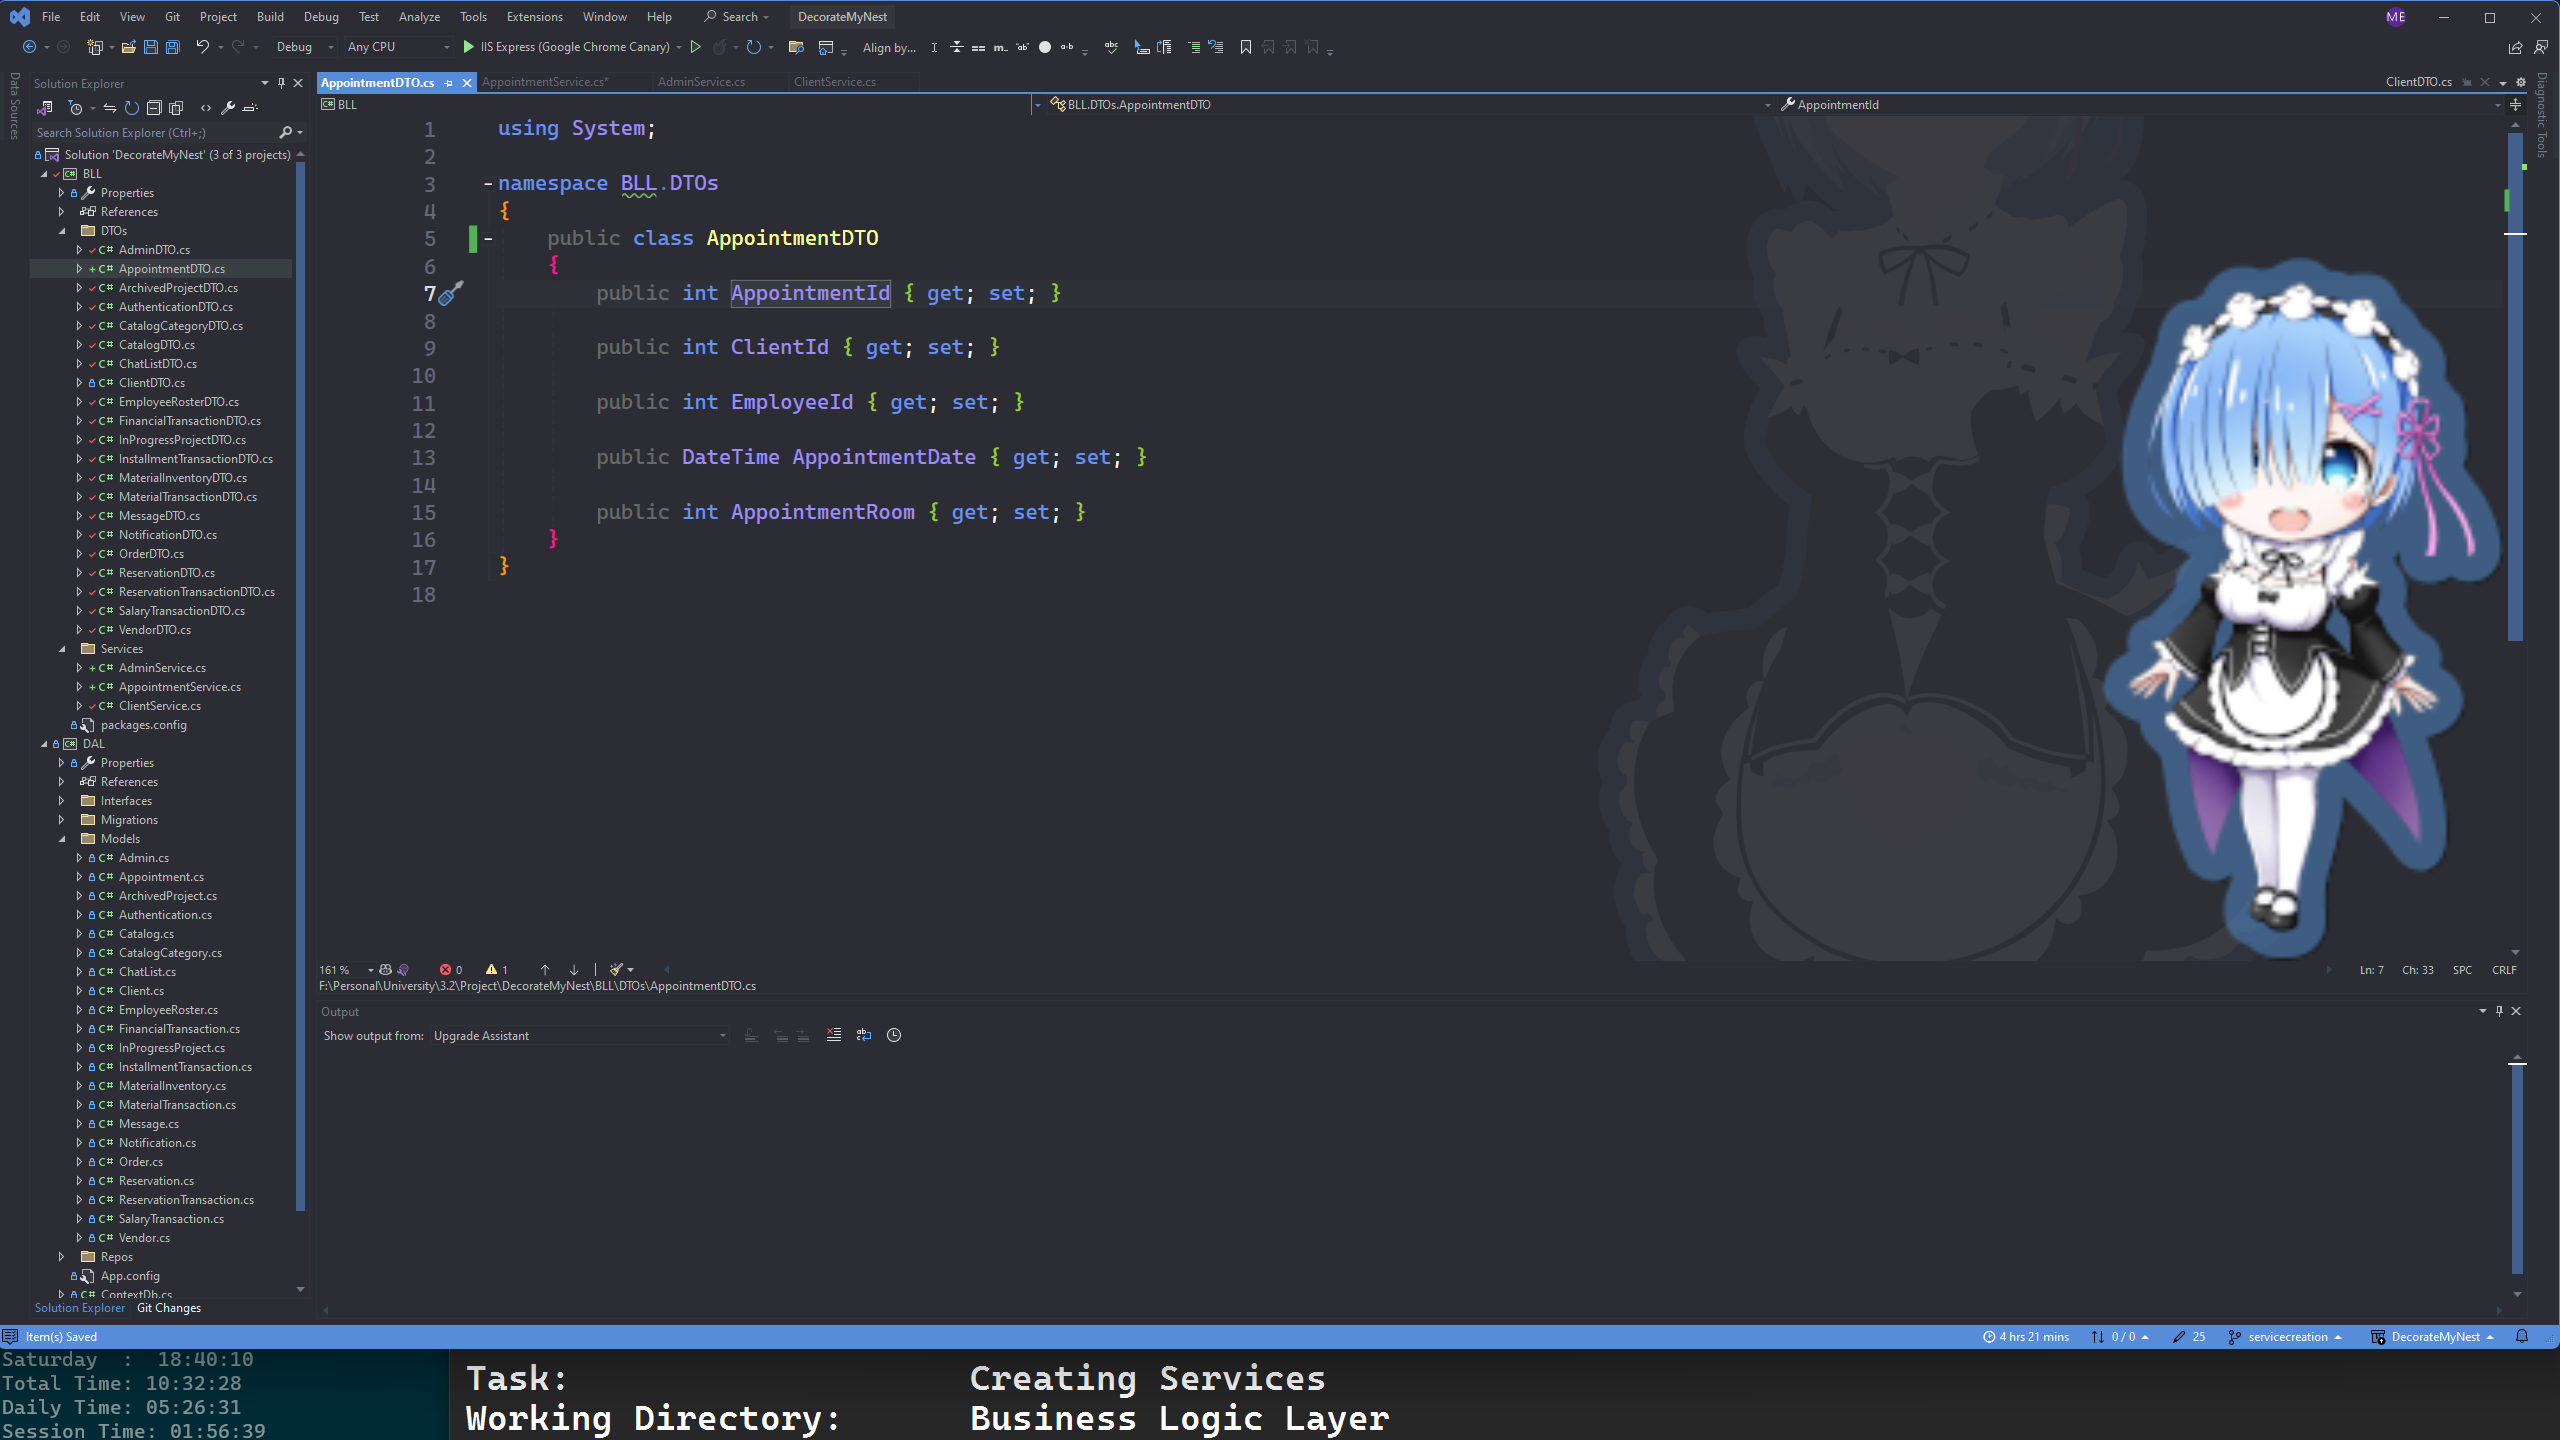 File Edit View Git Project Build Debug Test Analyze Tools Extensions Window Help Search DecorateMyNest ME
Debug Any CPU IIS Express (Google Chrome Canary) Align by...
Data Sources
Solution Explorer
Search Solution Explorer (Ctrl+;)
Solution 'DecorateMyNest' (3 of 3 projects)
BLL
Properties
References
DTOs
C# AdminDTO.cs
C# AppointmentDTO.cs
C# ArchivedProjectDTO.cs
C# AuthenticationDTO.cs
C# CatalogCategoryDTO.cs
C# CatalogDTO.cs
C# ChatListDTO.cs
C# ClientDTO.cs
C# EmployeeRosterDTO.cs
C# FinancialTransactionDTO.cs
C# InProgressProjectDTO.cs
C# InstallmentTransactionDTO.cs
C# MaterialInventoryDTO.cs
C# MaterialTransactionDTO.cs
C# MessageDTO.cs
C# NotificationDTO.cs
C# OrderDTO.cs
C# ReservationDTO.cs
C# ReservationTransactionDTO.cs
C# SalaryTransactionDTO.cs
C# VendorDTO.cs
Services
C# AdminService.cs
C# AppointmentService.cs
C# ClientService.cs
packages.config
DAL
Properties
References
Interfaces
Migrations
Models
C# Admin.cs
C# Appointment.cs
C# ArchivedProject.cs
C# Authentication.cs
C# Catalog.cs
C# CatalogCategory.cs
C# ChatList.cs
C# Client.cs
C# EmployeeRoster.cs
C# FinancialTransaction.cs
C# InProgressProject.cs
C# InstallmentTransaction.cs
C# MaterialInventory.cs
C# MaterialTransaction.cs
C# Message.cs
C# Notification.cs
C# Order.cs
C# Reservation.cs
C# ReservationTransaction.cs
C# SalaryTransaction.cs
C# Vendor.cs
Repos
App.config
C# ContextDb.cs
Solution Explorer Git Changes
AppointmentDTO.cs AppointmentService.cs* AdminService.cs ClientService.cs ClientDTO.cs
BLL BLL.DTOs.AppointmentDTO AppointmentId
1 using System;
2
3 namespace BLL.DTOs
4 {
5 public class AppointmentDTO
6 {
7 public int AppointmentId { get; set; }
8
9 public int ClientId { get; set; }
10
11 public int EmployeeId { get; set; }
12
13 public DateTime AppointmentDate { get; set; }
14
15 public int AppointmentRoom { get; set; }
16 }
17 }
18
Diagnostic Tools
161 % 0 1 Ln: 7 Ch: 33 SPC CRLF
F:\Personal\University\3.2\Project\DecorateMyNest\BLL\DTOs\AppointmentDTO.cs
Output
Show output from: Upgrade Assistant
Item(s) Saved 4 hrs 21 mins 0 / 0 25 servicecreation DecorateMyNest
Saturday : 18:40:10
Total Time: 10:32:28
Daily Time: 05:26:31
Session Time: 01:56:39
Task: Creating Services
Working Directory: Business Logic Layer